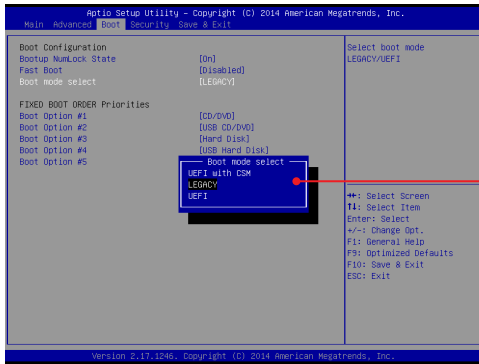 Aptio Setup Utility - Copyright (C) 2014 American Megatrends, Inc.
Main Advanced Boot Security Save & Exit
Boot Configuration
Bootup NumLock State [On]
Fast Boot [Disabled]
Boot mode select [LEGACY]
FIXED BOOT ORDER Priorities
Boot Option #1 [CD/DVD]
Boot Option #2 [USB CD/DVD]
Boot Option #3 [Hard Disk]
Boot Option #4 [USB Hard Disk]
Boot Option #5
Boot mode select
UEFI with CSM
LEGACY
UEFI
Select boot mode
LEGACY/UEFI
→←: Select Screen
↑↓: Select Item
Enter: Select
+/-: Change Opt.
F1: General Help
F9: Optimized Defaults
F10: Save & Exit
ESC: Exit
Version 2.17.1246. Copyright (C) 2014 American Megatrends, Inc.